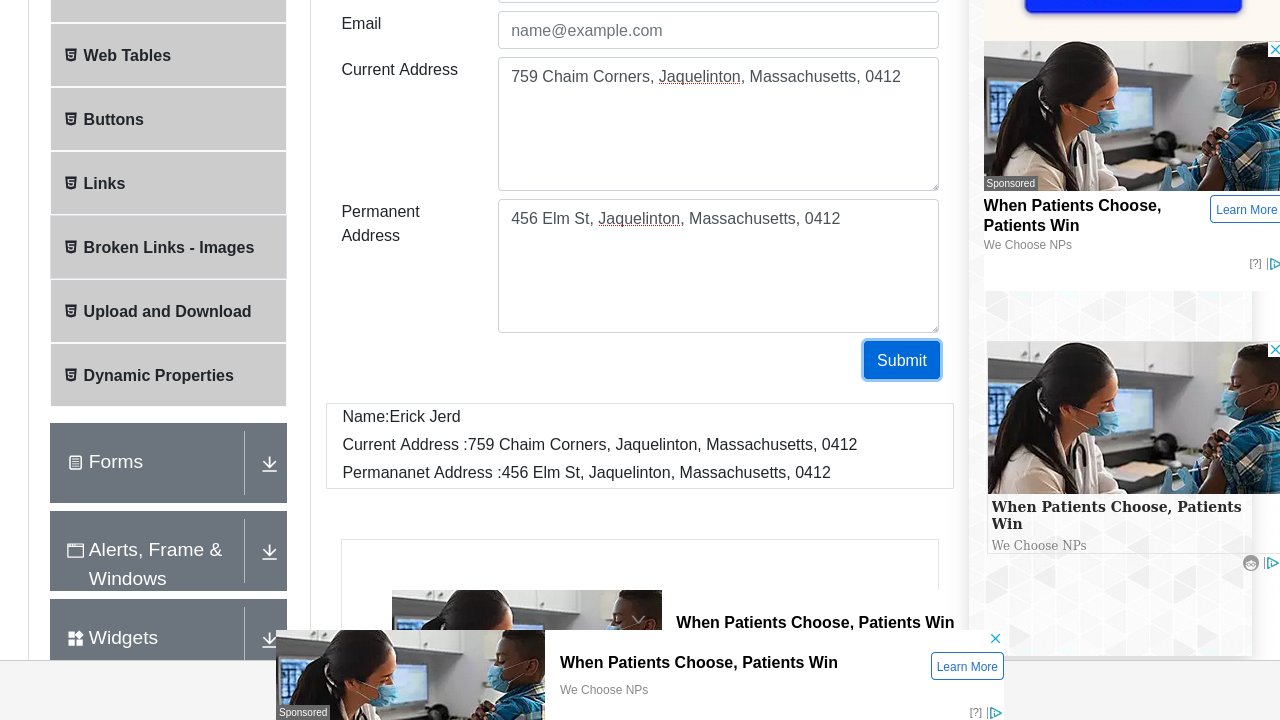 Email
name@example.com
Current Address
759 Chaim Corners, Jaquelinton, Massachusetts, 0412
Permanent
Address
456 Elm St, Jaquelinton, Massachusetts, 0412
Submit
Name:Erick Jerd
Current Address :759 Chaim Corners, Jaquelinton, Massachusetts, 0412
Permananet Address :456 Elm St, Jaquelinton, Massachusetts, 0412
Web Tables
Buttons
Links
Broken Links - Images
Upload and Download
Dynamic Properties
Forms
Alerts, Frame &
Windows
Widgets
Sponsored
When Patients Choose,
Patients Win
Learn More
We Choose NPs
[?]
When Patients Choose, Patients
Win
We Choose NPs
When Patients Choose, Patients Win
When Patients Choose, Patients Win
Learn More
We Choose NPs
Sponsored
[?]